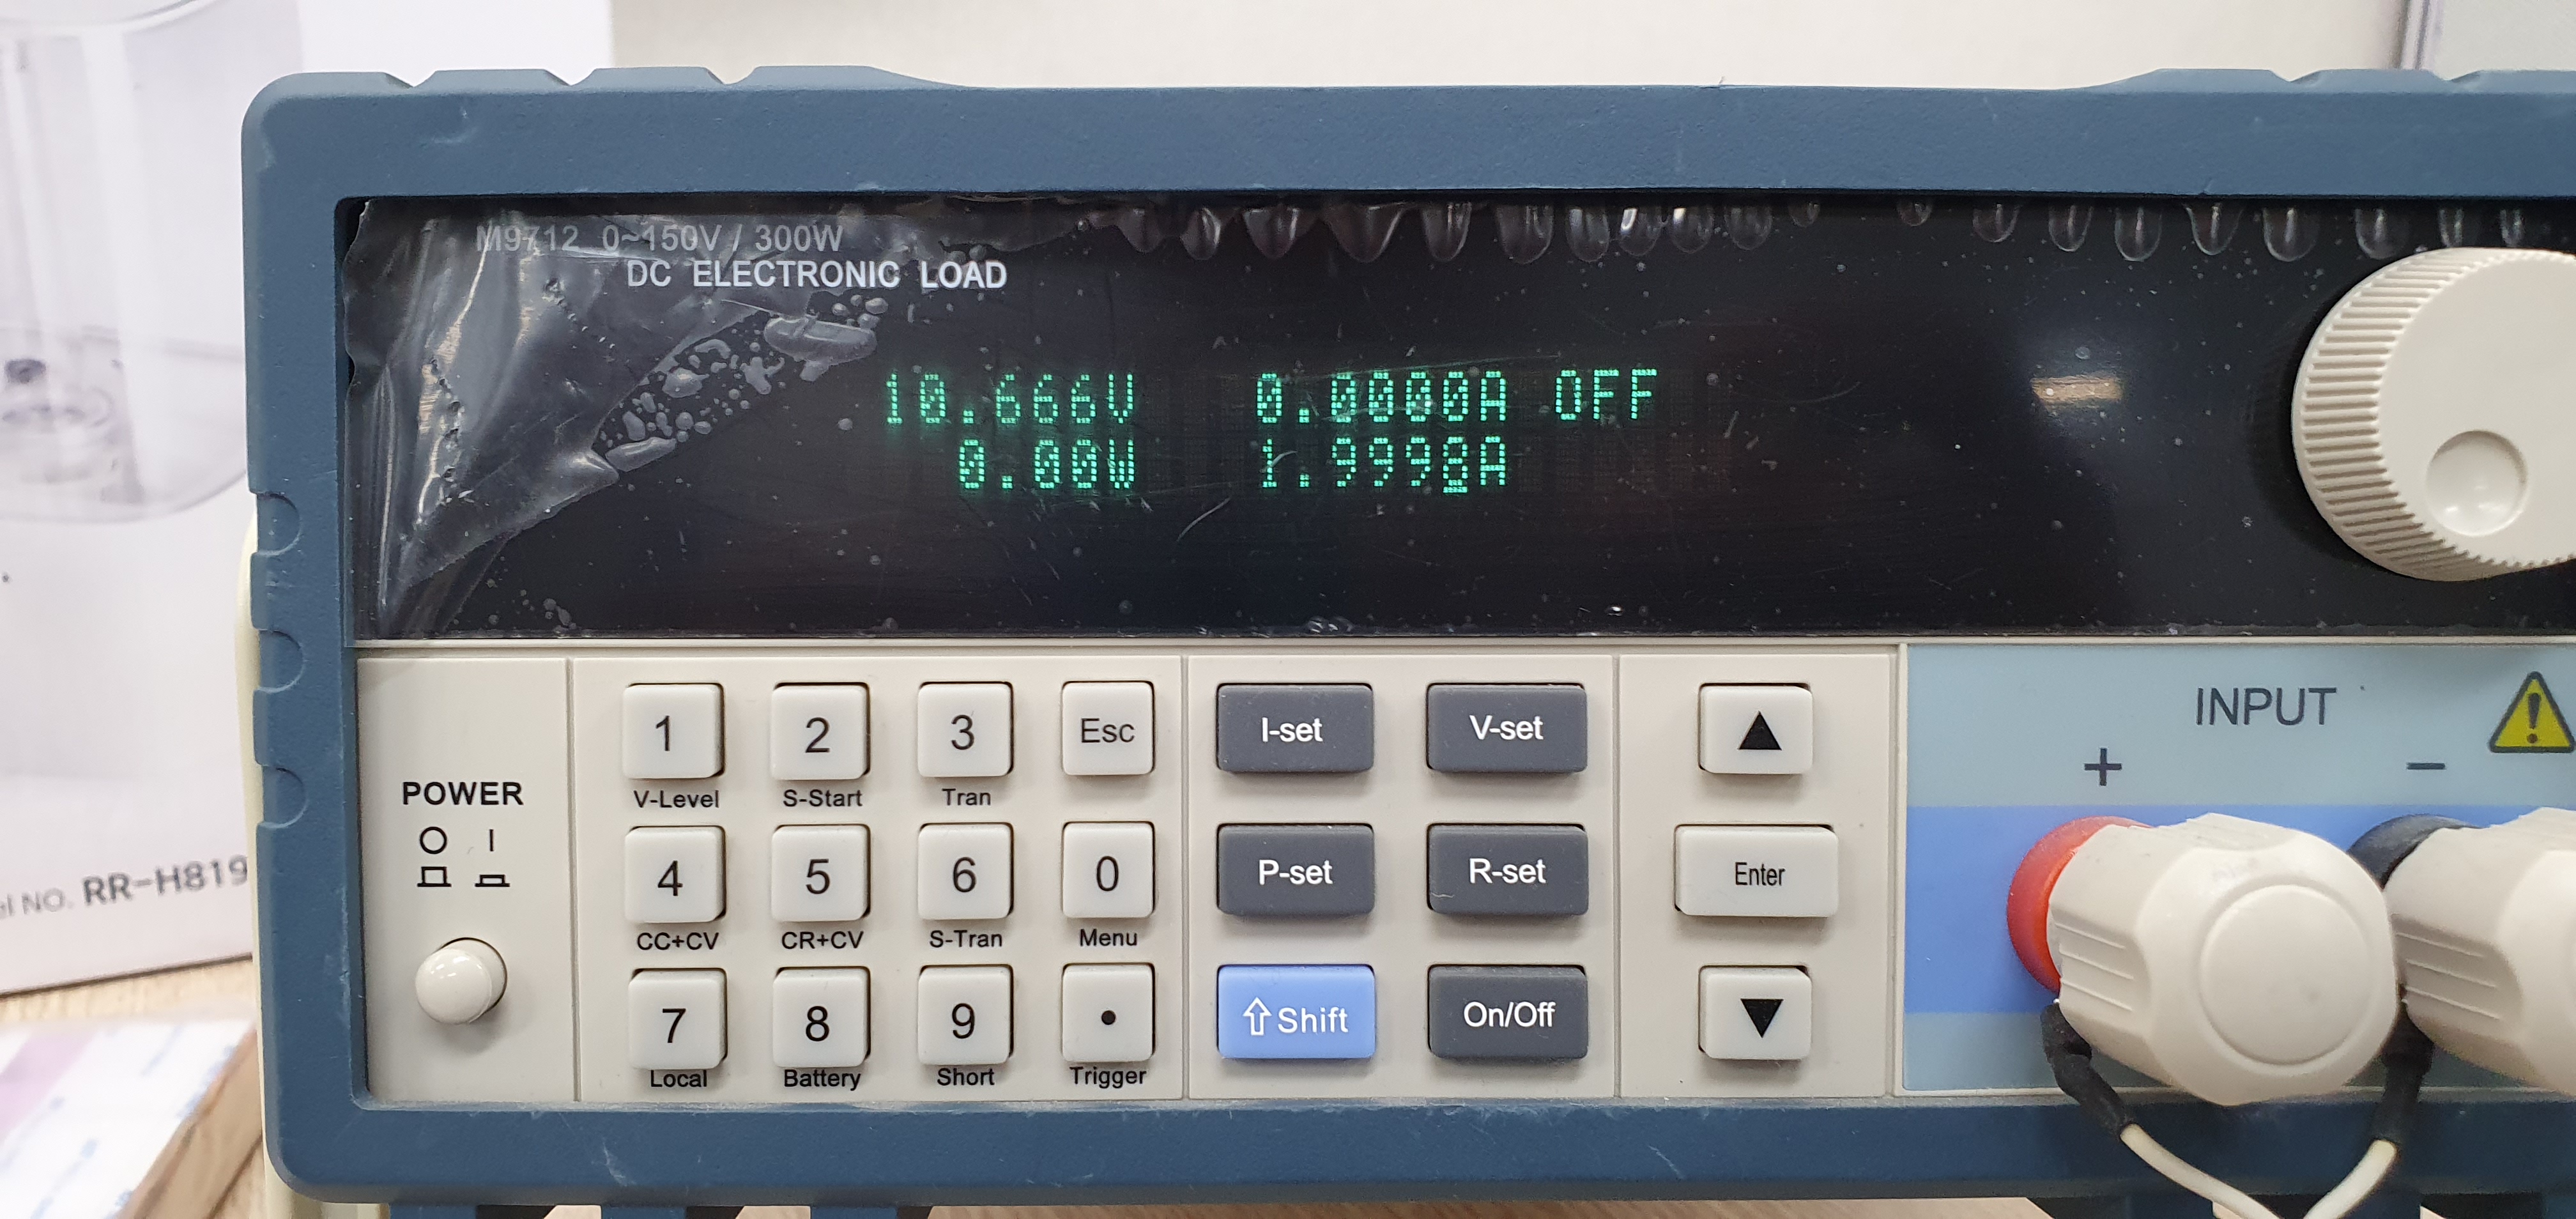 M9712 0~150V / 300W
DC ELECTRONIC LOAD
10.666V 0.0000A OFF
0.00W 1.9998A
POWER
1 2 3 Esc
V-Level S-Start Tran
4 5 6 0
CC+CV CR+CV S-Tran Menu
7 8 9 •
Local Battery Short Trigger
I-set V-set
P-set R-set
Shift On/Off
▲
Enter
▼
INPUT
+ −
NO. RR-H819